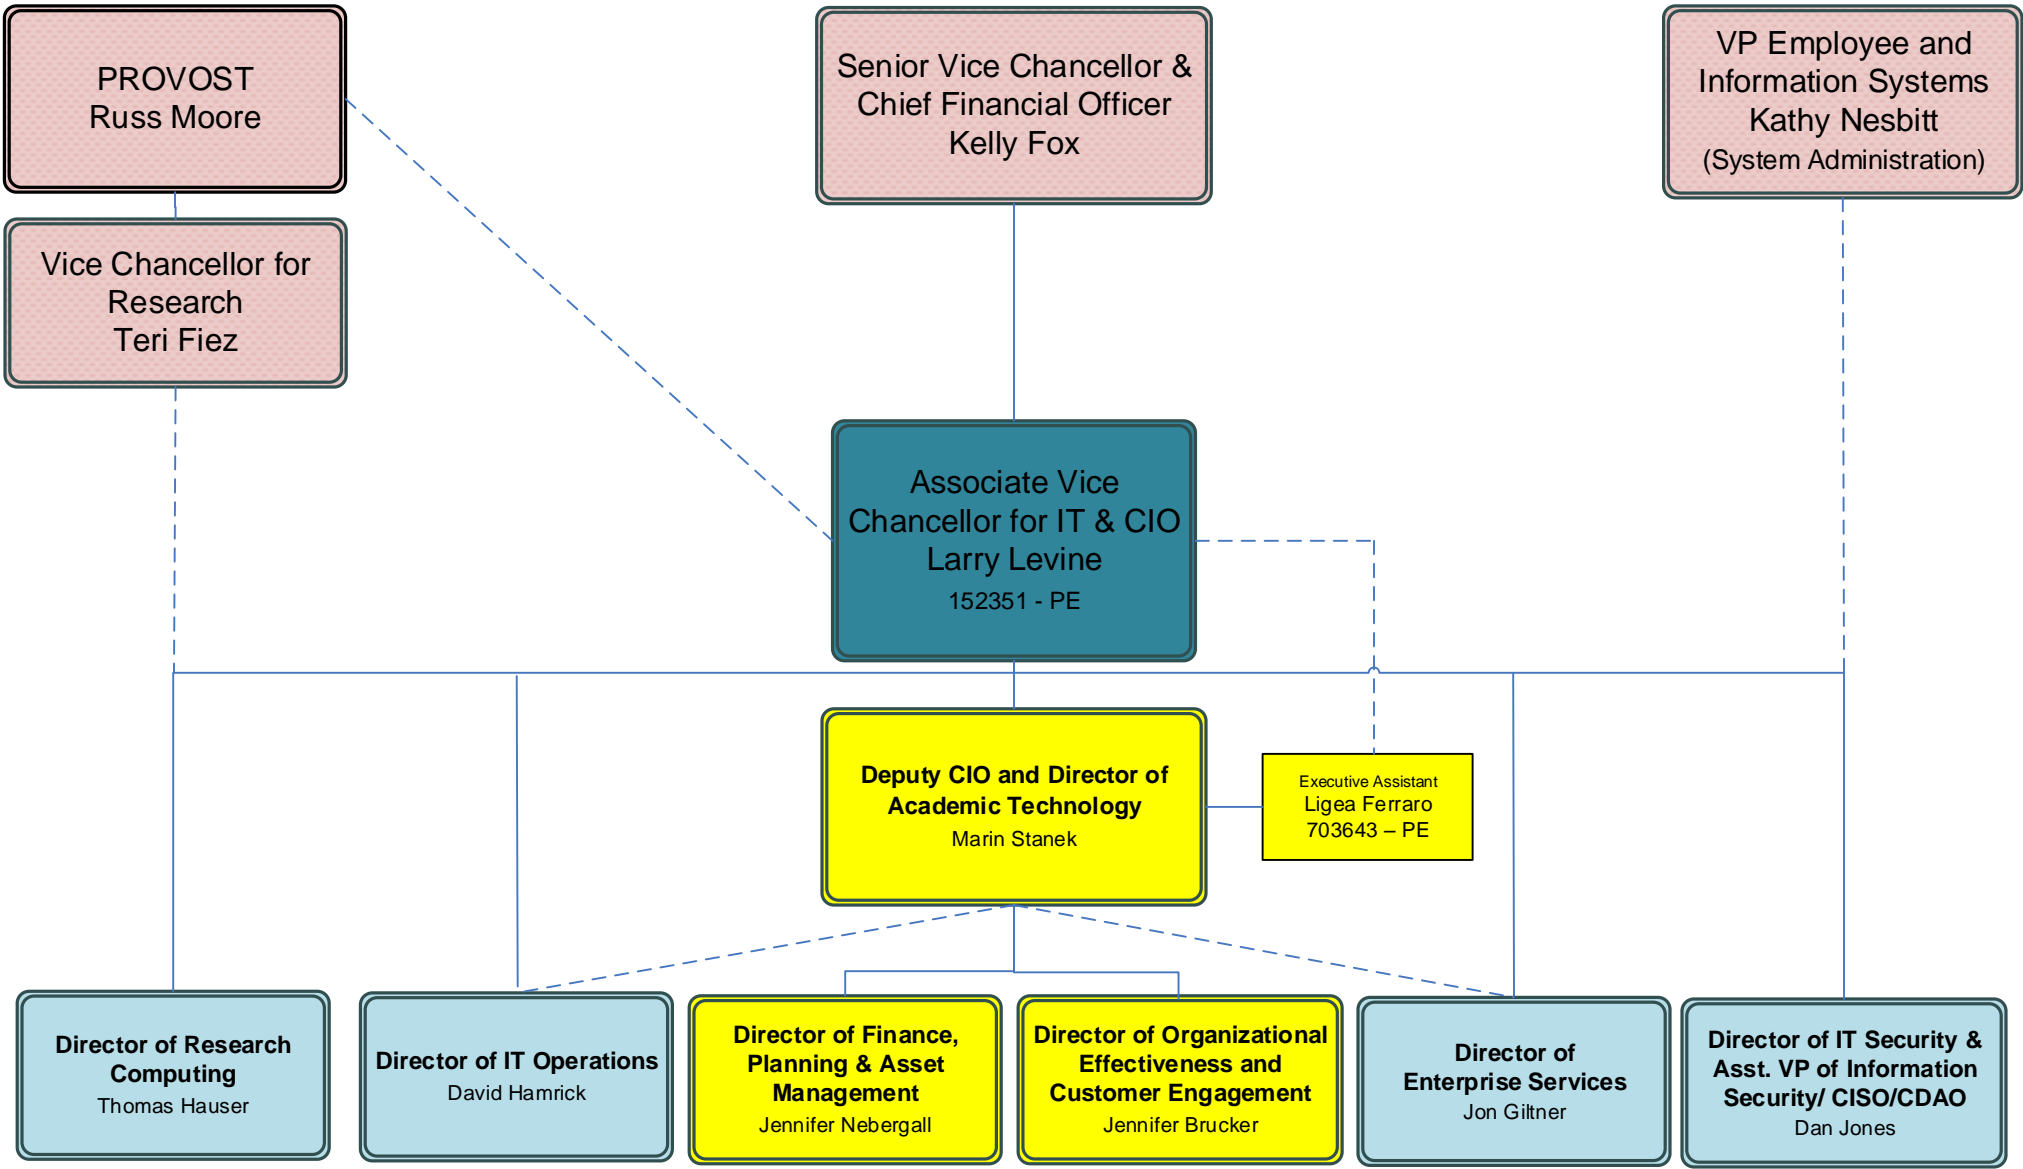 PROVOST
Russ Moore
Senior Vice Chancellor &
Chief Financial Officer
Kelly Fox
VP Employee and
Information Systems
Kathy Nesbitt
(System Administration)
Vice Chancellor for
Research
Teri Fiez
Associate Vice
Chancellor for IT & CIO
Larry Levine
152351 - PE
Deputy CIO and Director of
Academic Technology
Marin Stanek
Executive Assistant
Ligea Ferraro
703643 – PE
Director of Research
Computing
Thomas Hauser
Director of IT Operations
David Hamrick
Director of Finance,
Planning & Asset
Management
Jennifer Nebergall
Director of Organizational
Effectiveness and
Customer Engagement
Jennifer Brucker
Director of
Enterprise Services
Jon Giltner
Director of IT Security &
Asst. VP of Information
Security/ CISO/CDAO
Dan Jones